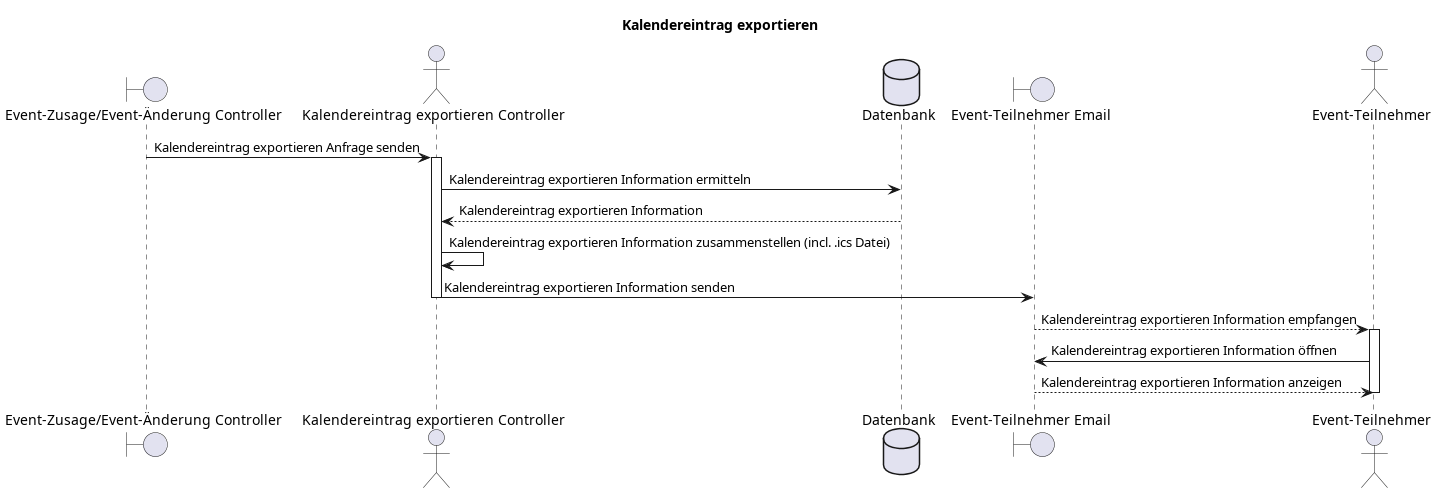 Kalendereintrag exportieren
Event-Zusage/Event-Änderung Controller
Kalendereintrag exportieren Controller
Datenbank
Event-Teilnehmer Email
Event-Teilnehmer
Kalendereintrag exportieren Anfrage senden
Kalendereintrag exportieren Information ermitteln
Kalendereintrag exportieren Information
Kalendereintrag exportieren Information zusammenstellen (incl. .ics Datei)
Kalendereintrag exportieren Information senden
Kalendereintrag exportieren Information empfangen
Kalendereintrag exportieren Information öffnen
Kalendereintrag exportieren Information anzeigen
Event-Zusage/Event-Änderung Controller
Kalendereintrag exportieren Controller
Datenbank
Event-Teilnehmer Email
Event-Teilnehmer